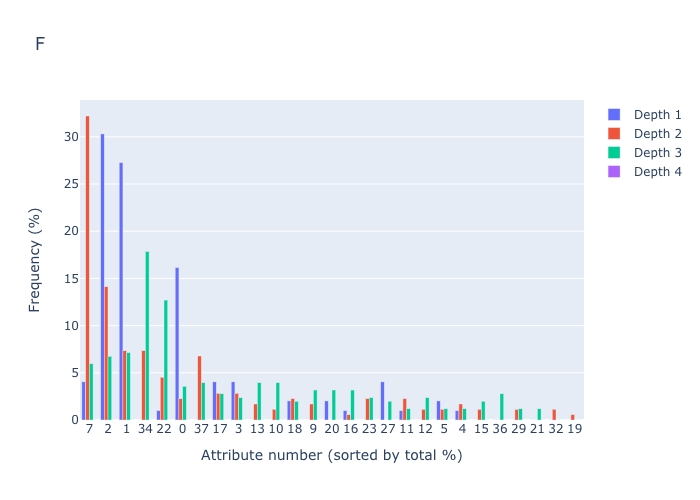 F
Depth 1
Depth 2
Depth 3
Depth 4
Frequency (%)
30
25
20
15
10
5
0
7 2 1 34 22 0 37 17 3 13 10 18 9 20 16 23 27 11 12 5 4 15 36 29 21 32 19
Attribute number (sorted by total %)